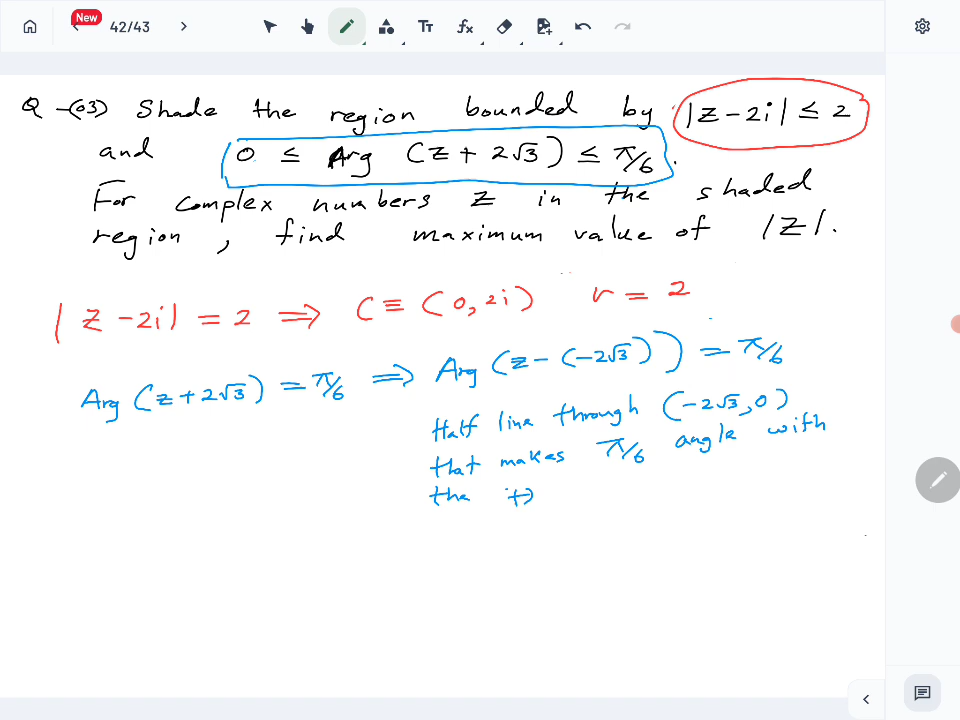 New
42/43
Tт fx
Q-(03) Shade the region bounded by |z-2i| ≤ 2
and 0 ≤ Arg (z+2√3) ≤ π/6.
For complex numbers z in the shaded
region, find maximum value of |z|.
|z-2i| = 2 ⟹ C ≡ (0, 2i) r = 2
Arg (z+2√3) = π/6 ⟹ Arg (z-(-2√3)) = π/6
Half line through (-2√3, 0)
that makes π/6 angle with
the